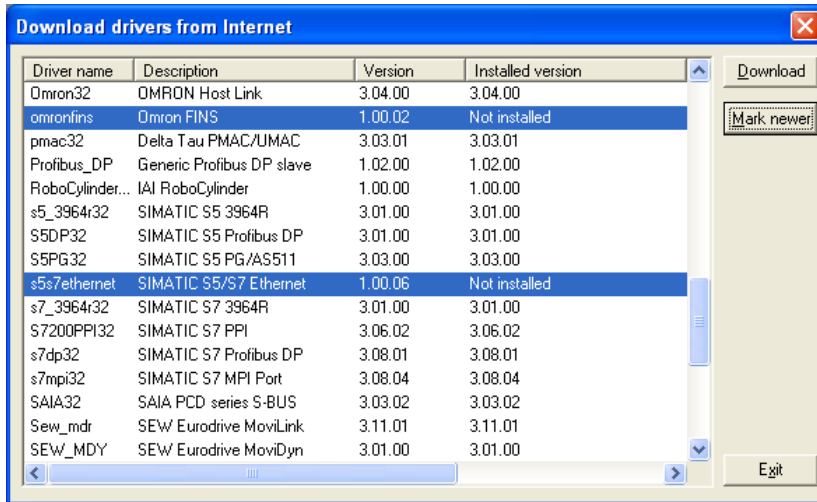 Download drivers from Internet
Driver name Description Version Installed version Download
Omron32 OMRON Host Link 3.04.00 3.04.00
omronfins Omron FINS 1.00.02 Not installed Mark newer
pmac32 Delta Tau PMAC/UMAC 3.03.01 3.03.01
Profibus_DP Generic Profibus DP slave 1.02.00 1.02.00
RoboCylinder... IAI RoboCylinder 1.00.00 1.00.00
s5_3964r32 SIMATIC S5 3964R 3.01.00 3.01.00
S5DP32 SIMATIC S5 Profibus DP 3.01.00 3.01.00
S5PG32 SIMATIC S5 PG/AS511 3.03.00 3.03.00
s5s7ethernet SIMATIC S5/S7 Ethernet 1.00.06 Not installed
s7_3964r32 SIMATIC S7 3964R 3.01.00 3.01.00
S7200PPI32 SIMATIC S7 PPI 3.06.02 3.06.02
s7dp32 SIMATIC S7 Profibus DP 3.08.01 3.08.01
s7mpi32 SIMATIC S7 MPI Port 3.08.04 3.08.04
SAIA32 SAIA PCD series S-BUS 3.03.02 3.03.02
Sew_mdr SEW Eurodrive MoviLink 3.11.01 3.11.01
SEW_MDY SEW Eurodrive MoviDyn 3.01.00 3.01.00
Exit